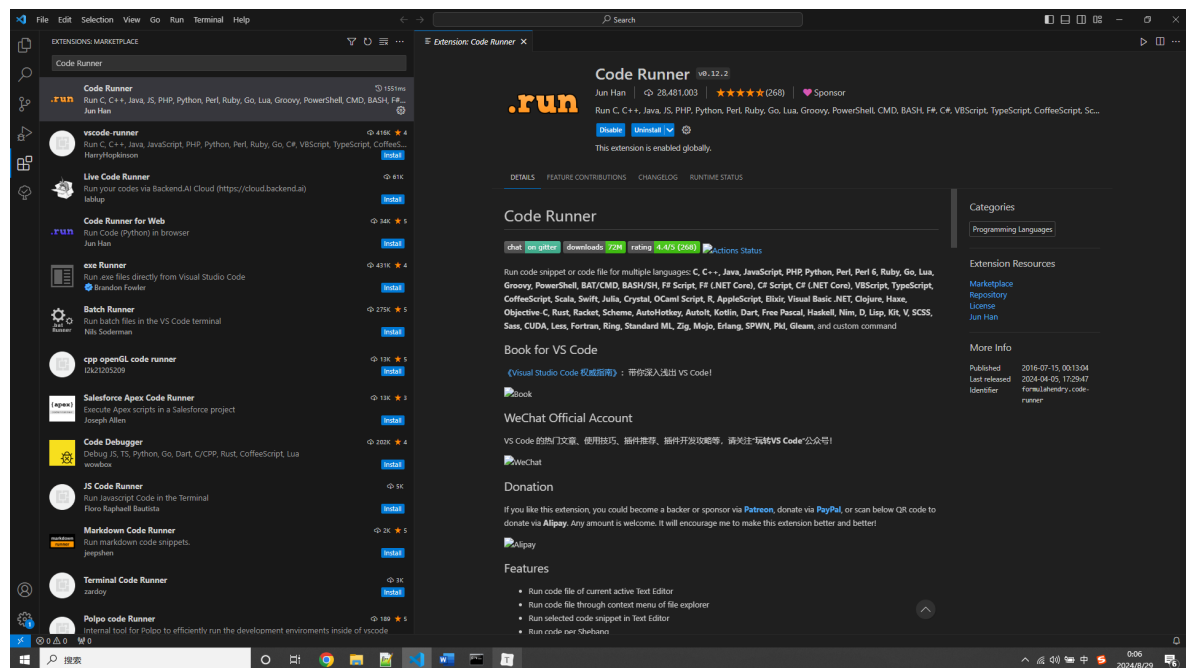 File Edit Selection View Go Run Terminal Help
Search
EXTENSIONS: MARKETPLACE
Code Runner
.run
Code Runner
1551ms
Run C, C++, Java, JS, PHP, Python, Perl, Ruby, Go, Lua, Groovy, PowerShell, CMD, BASH, F#...
Jun Han
vscode-runner
416K ★ 4
Run C, C++, Java, JavaScript, PHP, Python, Perl, Ruby, Go, C#, VBScript, TypeScript, CoffeeS...
HarryHopkinson
Install
Live Code Runner
61K
Run your codes via Backend.AI Cloud (https://cloud.backend.ai)
lablup
Install
.run
Code Runner for Web
34K ★ 5
Run Code (Python) in browser
Jun Han
Install
exe Runner
431K ★ 4
Run .exe files directly from Visual Studio Code
Brandon Fowler
Install
Batch Runner
275K ★ 5
Run batch files in the VS Code terminal
Nils Soderman
Install
cpp openGL code runner
13K ★ 5
l2k21205209
Install
{apex}
Salesforce Apex Code Runner
13K ★ 3
Execute Apex scripts in a Salesforce project
Joseph Allen
Install
Code Debugger
202K ★ 4
Debug JS, TS, Python, Go, Dart, C/CPP, Rust, CoffeeScript, Lua
wowbox
Install
JS Code Runner
5K
Run Javascript Code in the Terminal
Floro Raphaell Bautista
Install
Markdown Code Runner
2K ★ 5
Run markdown code snippets.
jeepshen
Install
Terminal Code Runner
3K
zardoy
Install
Polpo code Runner
189 ★ 5
Internal tool for Polpo to efficiently run the development enviroments inside of vscode
Extension: Code Runner
.run
Code Runner v0.12.2
Jun Han 28,481,003 ★★★★★(268) Sponsor
Run C, C++, Java, JS, PHP, Python, Perl, Ruby, Go, Lua, Groovy, PowerShell, CMD, BASH, F#, C#, VBScript, TypeScript, CoffeeScript, Sc...
Disable Uninstall
This extension is enabled globally.
DETAILS FEATURE CONTRIBUTIONS CHANGELOG RUNTIME STATUS
Code Runner
chat on gitter downloads 72M rating 4.4/5 (268) Actions Status
Run code snippet or code file for multiple languages: C, C++, Java, JavaScript, PHP, Python, Perl, Perl 6, Ruby, Go, Lua,
Groovy, PowerShell, BAT/CMD, BASH/SH, F# Script, F# (.NET Core), C# Script, C# (.NET Core), VBScript, TypeScript,
CoffeeScript, Scala, Swift, Julia, Crystal, OCaml Script, R, AppleScript, Elixir, Visual Basic .NET, Clojure, Haxe,
Objective-C, Rust, Racket, Scheme, AutoHotkey, AutoIt, Kotlin, Dart, Free Pascal, Haskell, Nim, D, Lisp, Kit, V, SCSS,
Sass, CUDA, Less, Fortran, Ring, Standard ML, Zig, Mojo, Erlang, SPWN, Pkl, Gleam, and custom command
Book for VS Code
《Visual Studio Code 权威指南》：带你深入浅出 VS Code!
Book
WeChat Official Account
VS Code 的热门文章、使用技巧、插件推荐、插件开发攻略等，请关注"玩转VS Code"公众号!
WeChat
Donation
If you like this extension, you could become a backer or sponsor via Patreon, donate via PayPal, or scan below QR code to
donate via Alipay. Any amount is welcome. It will encourage me to make this extension better and better!
Alipay
Features
• Run code file of current active Text Editor
• Run code file through context menu of file explorer
• Run selected code snippet in Text Editor
• Run code per Shebang
Categories
Programming Languages
Extension Resources
Marketplace
Repository
License
Jun Han
More Info
Published 2016-07-15, 00:13:04
Last released 2024-04-05, 17:29:47
Identifier formulahendry.code-
runner
0 0 0
搜索
中
0:06
2024/8/29